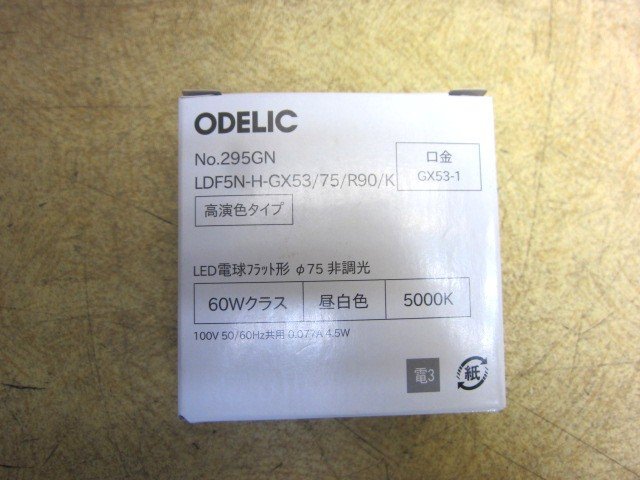 ODELIC
No.295GN
LDF5N-H-GX53/75/R90/K
口金
GX53-1
高演色タイプ
LED電球フラット形 φ75 非調光
60Wクラス 昼白色 5000K
100V 50/60Hz共用 0.077A 4.5W
電3
紙